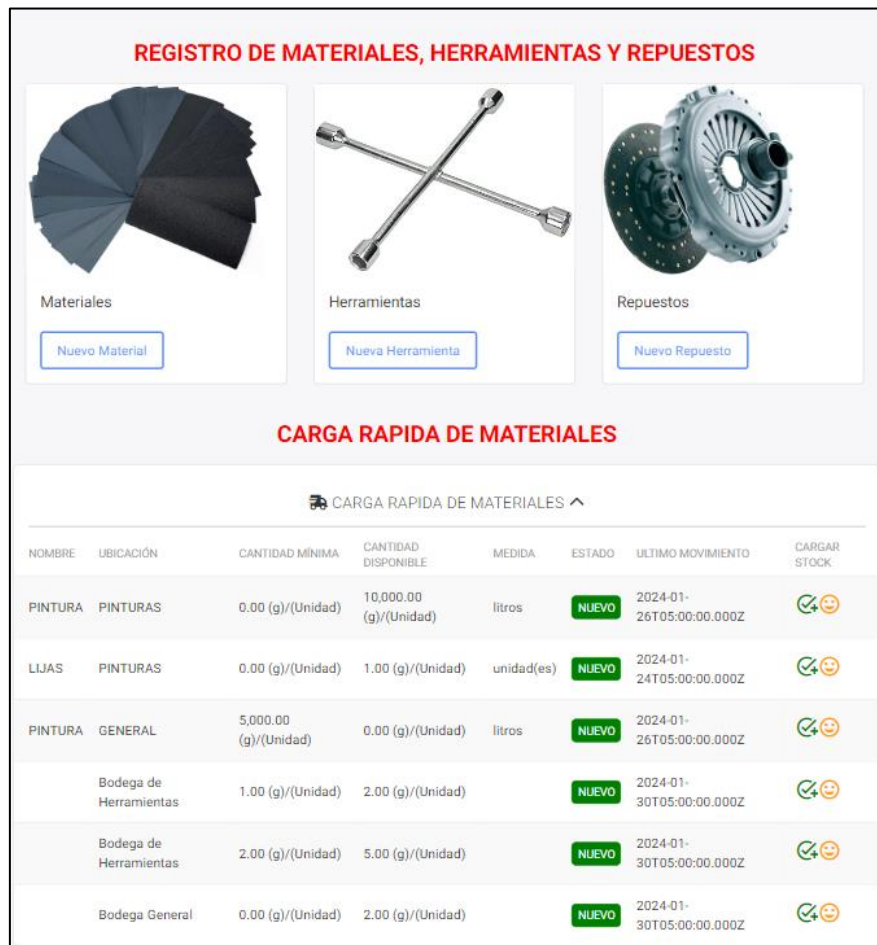 REGISTRO DE MATERIALES, HERRAMIENTAS Y REPUESTOS
Materiales
Nuevo Material
Herramientas
Nueva Herramienta
Repuestos
Nuevo Repuesto
CARGA RAPIDA DE MATERIALES
CARGA RAPIDA DE MATERIALES
NOMBRE UBICACIÓN CANTIDAD MÍNIMA CANTIDAD DISPONIBLE MEDIDA ESTADO ULTIMO MOVIMIENTO CARGAR STOCK
PINTURA PINTURAS 0.00 (g)/(Unidad) 10,000.00 (g)/(Unidad) litros NUEVO 2024-01-26T05:00:00.000Z
LIJAS PINTURAS 0.00 (g)/(Unidad) 1.00 (g)/(Unidad) unidad(es) NUEVO 2024-01-24T05:00:00.000Z
PINTURA GENERAL 5,000.00 (g)/(Unidad) 0.00 (g)/(Unidad) litros NUEVO 2024-01-26T05:00:00.000Z
Bodega de Herramientas 1.00 (g)/(Unidad) 2.00 (g)/(Unidad) NUEVO 2024-01-30T05:00:00.000Z
Bodega de Herramientas 2.00 (g)/(Unidad) 5.00 (g)/(Unidad) NUEVO 2024-01-30T05:00:00.000Z
Bodega General 0.00 (g)/(Unidad) 2.00 (g)/(Unidad) NUEVO 2024-01-30T05:00:00.000Z